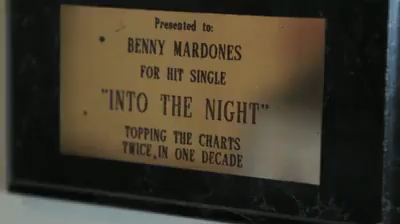 Presented to:
BENNY MARDONES
FOR HIT SINGLE
"INTO THE NIGHT"
TOPPING THE CHARTS
TWICE, IN ONE DECADE